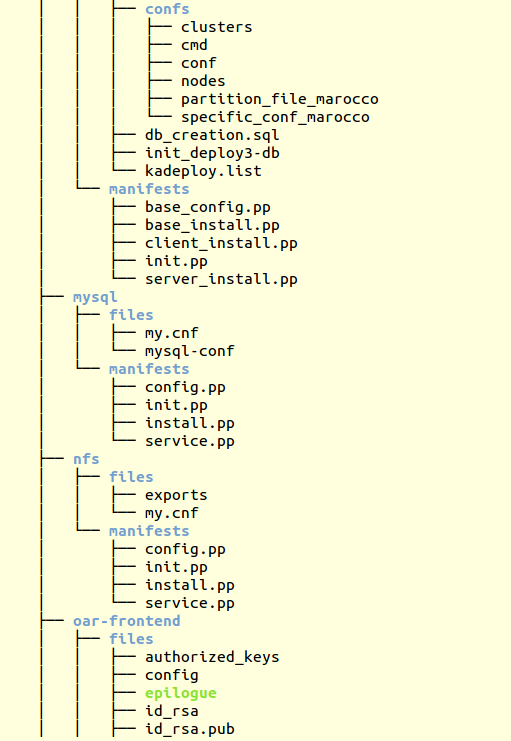 │   │   ├── confs
│   │   │   ├── clusters
│   │   │   ├── cmd
│   │   │   ├── conf
│   │   │   ├── nodes
│   │   │   ├── partition_file_marocco
│   │   │   └── specific_conf_marocco
│   │   ├── db_creation.sql
│   │   ├── init_deploy3-db
│   │   └── kadeploy.list
│   └── manifests
│       ├── base_config.pp
│       ├── base_install.pp
│       ├── client_install.pp
│       ├── init.pp
│       └── server_install.pp
├── mysql
│   ├── files
│   │   ├── my.cnf
│   │   └── mysql-conf
│   └── manifests
│       ├── config.pp
│       ├── init.pp
│       ├── install.pp
│       └── service.pp
├── nfs
│   ├── files
│   │   ├── exports
│   │   └── my.cnf
│   └── manifests
│       ├── config.pp
│       ├── init.pp
│       ├── install.pp
│       └── service.pp
├── oar-frontend
│   ├── files
│   │   ├── authorized_keys
│   │   ├── config
│   │   ├── epilogue
│   │   ├── id_rsa
│   │   ├── id_rsa.pub